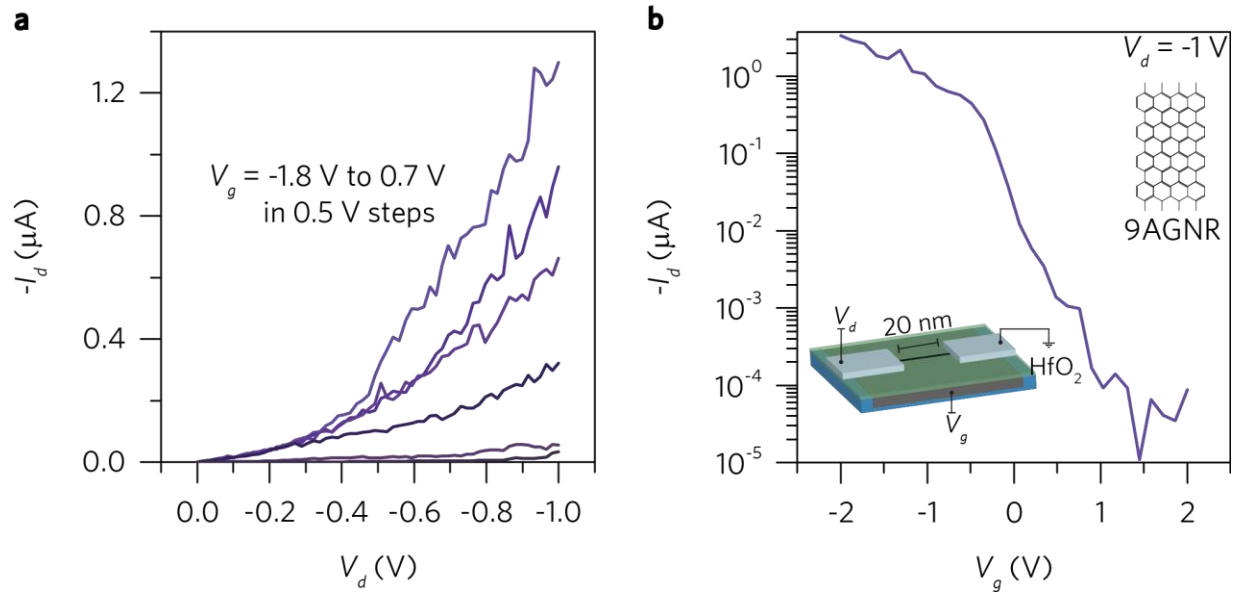 a
1.2
0.8
0.4
0.0
-I_d (μA)
V_g = -1.8 V to 0.7 V
in 0.5 V steps
0.0 -0.2 -0.4 -0.6 -0.8 -1.0
V_d (V)
b
10⁰
10⁻¹
10⁻²
10⁻³
10⁻⁴
10⁻⁵
-I_d (μA)
V_d = -1 V
9AGNR
V_d
20 nm
HfO₂
V_g
-2 -1 0 1 2
V_g (V)